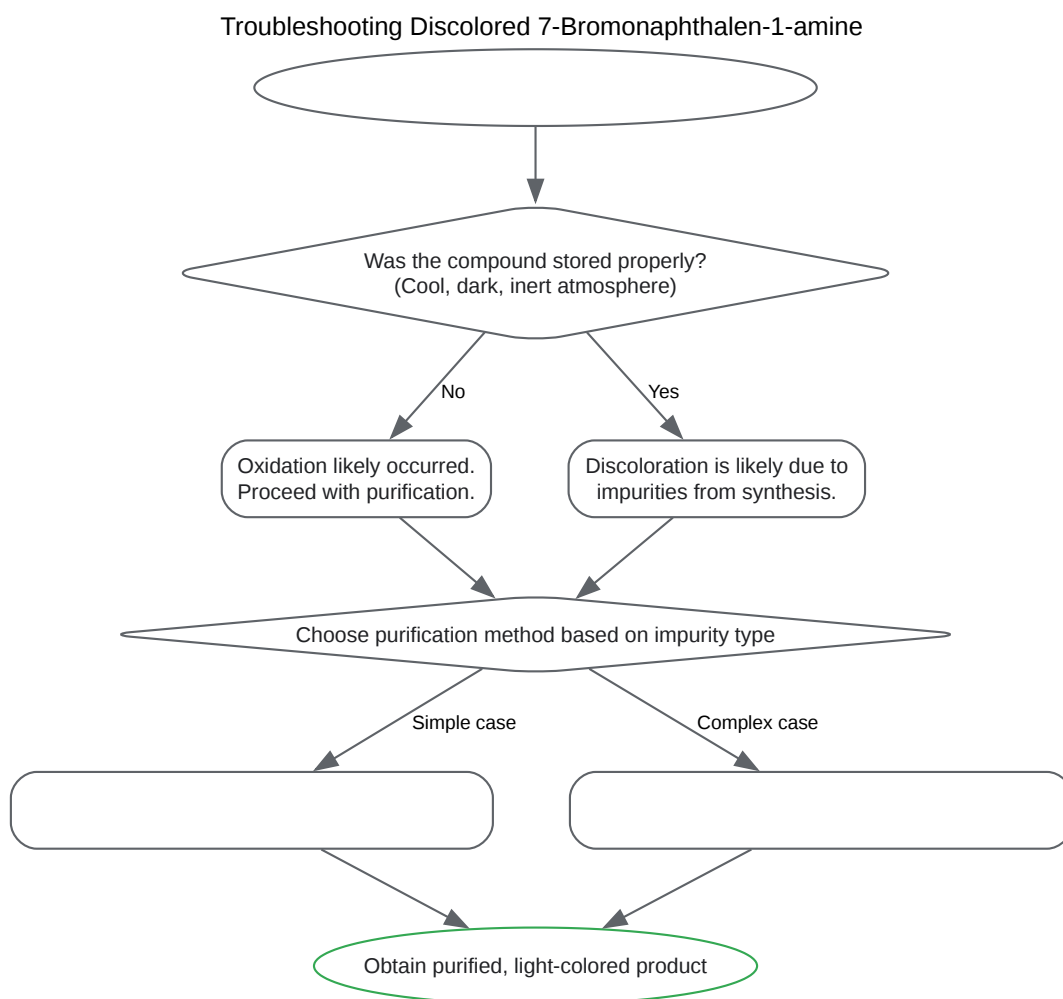 Troubleshooting Discolored 7-Bromonaphthalen-1-amine
Was the compound stored properly?
(Cool, dark, inert atmosphere)
No
Yes
Oxidation likely occurred.
Proceed with purification.
Discoloration is likely due to
impurities from synthesis.
Choose purification method based on impurity type
Simple case
Complex case
Obtain purified, light-colored product